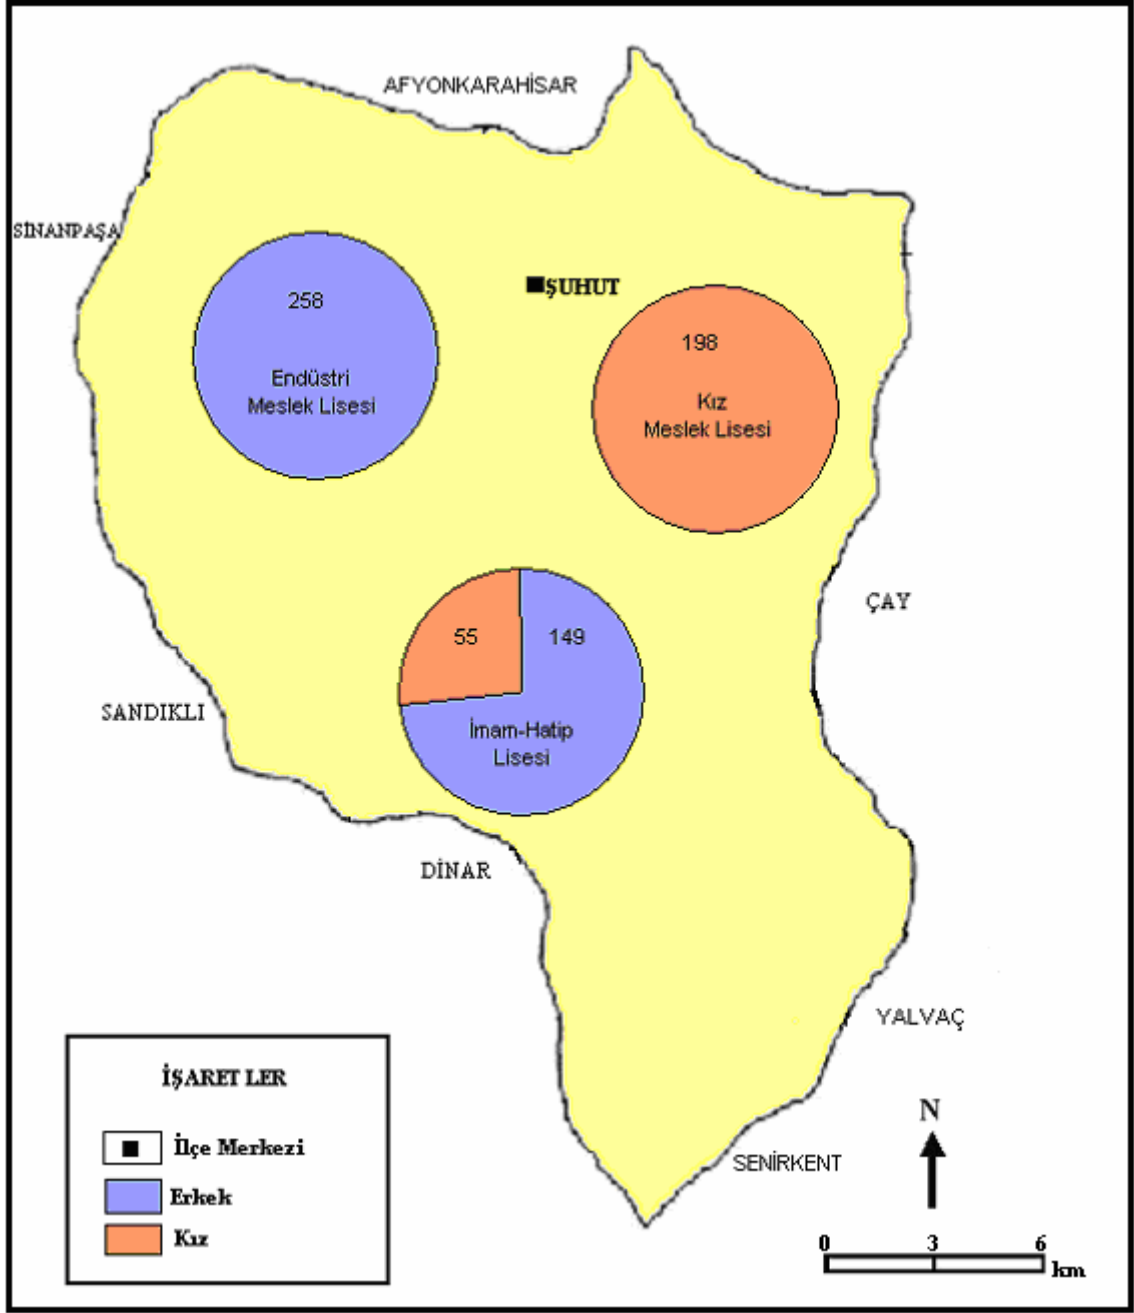 AFYONKARAHİSAR
SİNANPAŞA
ŞUHUT
258
Endüstri
Meslek Lisesi
198
Kız
Meslek Lisesi
ÇAY
55
149
İmam-Hatip
Lisesi
SANDIKLI
DİNAR
YALVAÇ
SENİRKENT
İŞARET LER
İlçe Merkezi
Erkek
Kız
N
0 3 6
km